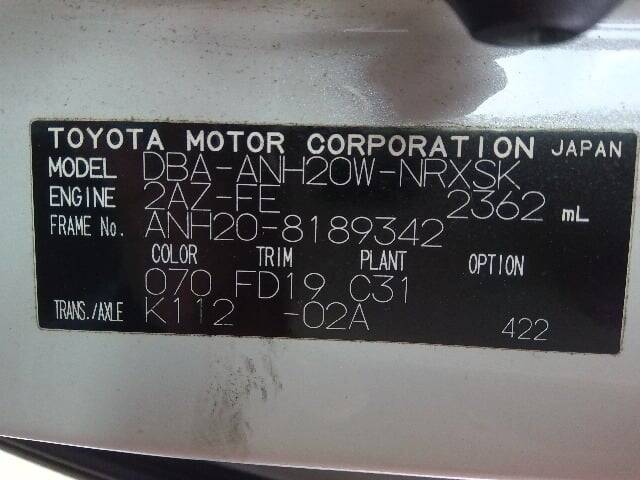 TOYOTA MOTOR CORPORATION JAPAN
MODEL DBA-ANH20W-NRXSK
ENGINE 2AZ-FE 2362 mL
FRAME No. ANH20-8189342
COLOR TRIM PLANT OPTION
070 FD19 C31
TRANS./AXLE K112 -02A 422